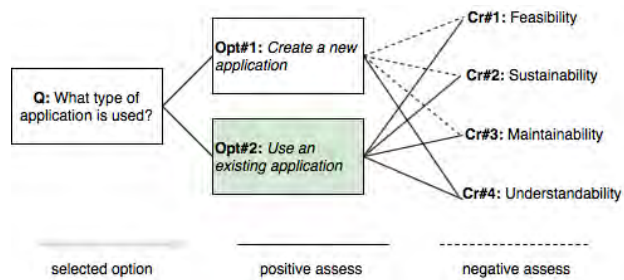 Q: What type of
application is used?
Opt#1: Create a new
application
Opt#2: Use an
existing application
Cr#1: Feasibility
Cr#2: Sustainability
Cr#3: Maintainability
Cr#4: Understandability
selected option
positive assess
negative assess